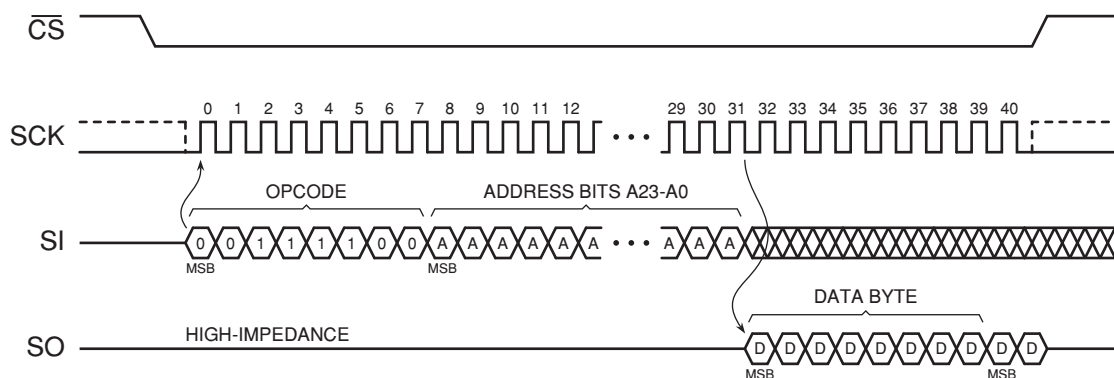 CS
0 1 2 3 4 5 6 7 8 9 10 11 12 29 30 31 32 33 34 35 36 37 38 39 40
SCK
OPCODE ADDRESS BITS A23-A0
SI 0 0 1 1 1 1 0 0 A A A A A A A A A
MSB MSB
DATA BYTE
HIGH-IMPEDANCE
SO D D D D D D D D D D
MSB MSB